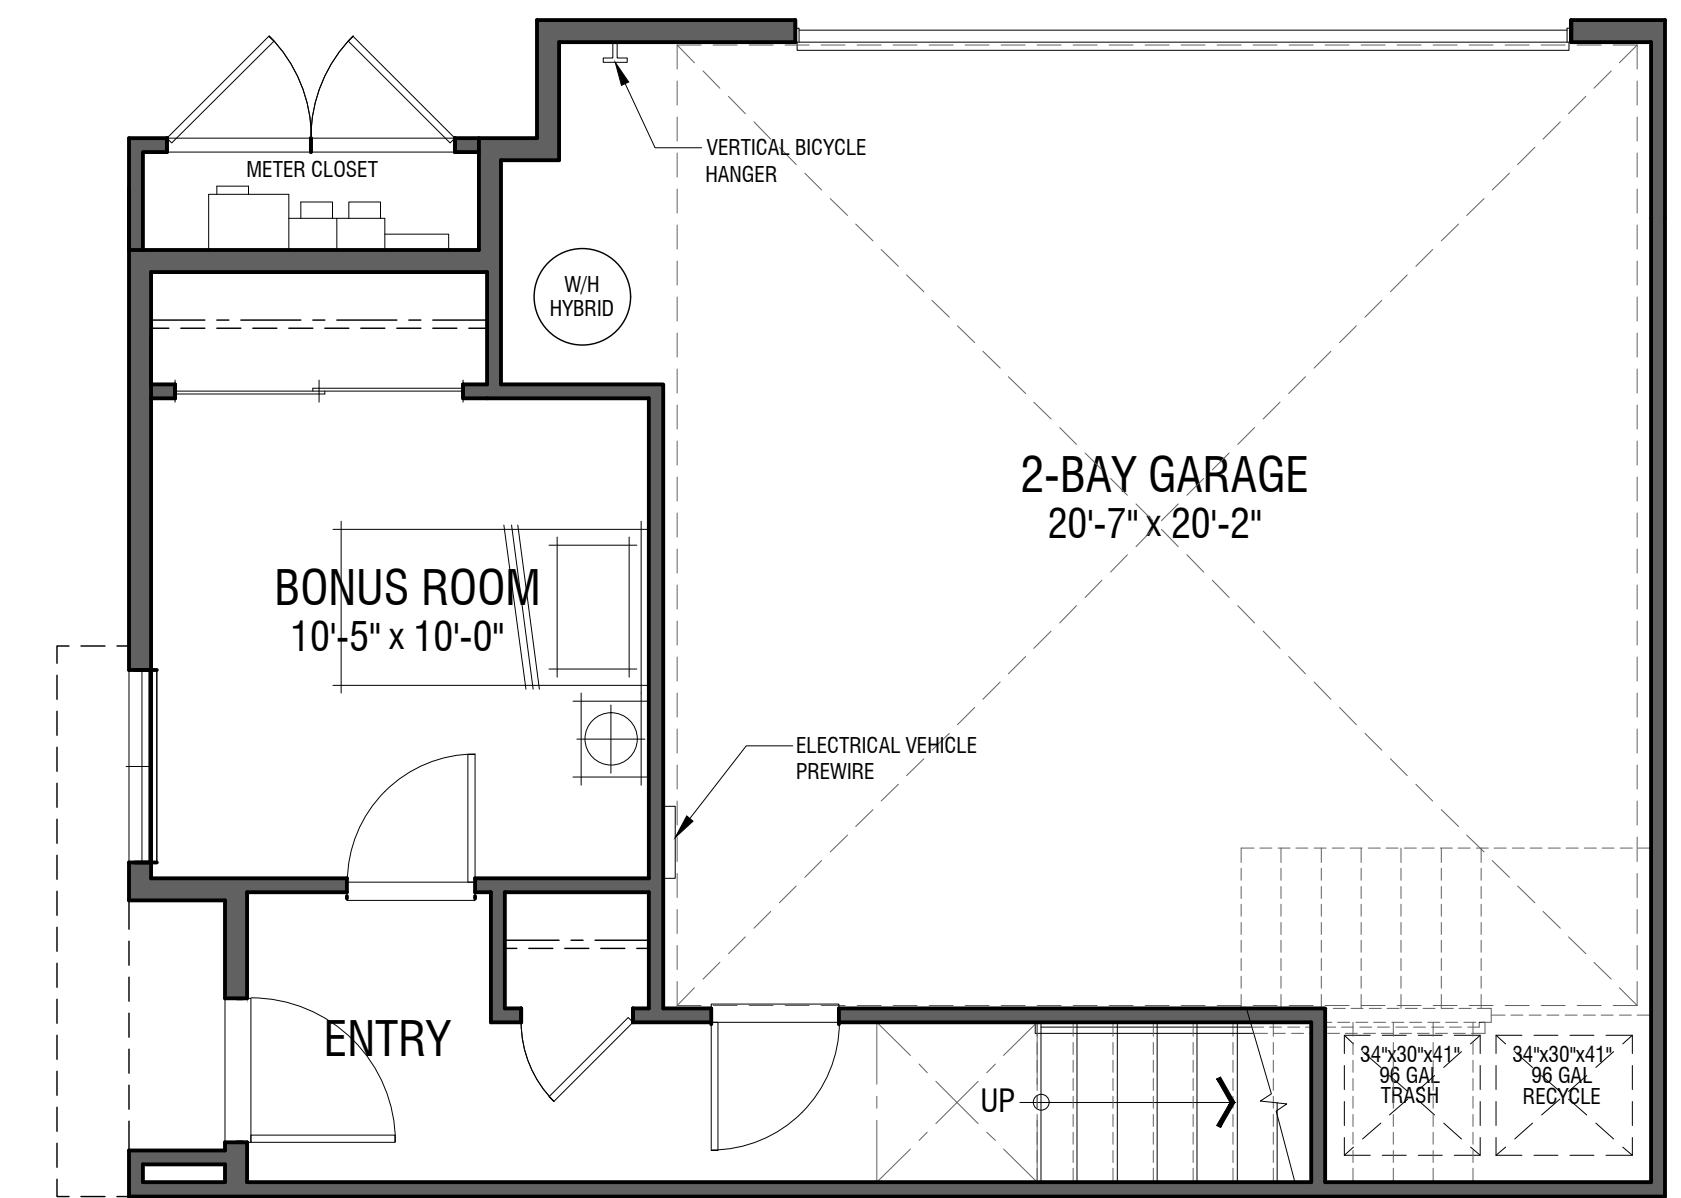 METER CLOSET
VERTICAL BICYCLE
HANGER
W/H
HYBRID
2-BAY GARAGE
20'-7" x 20'-2"
BONUS ROOM
10'-5" x 10'-0"
ELECTRICAL VEHICLE
PREWIRE
ENTRY
UP
34"x30"x41"
96 GAL
TRASH
34"x30"x41"
96 GAL
RECYCLE